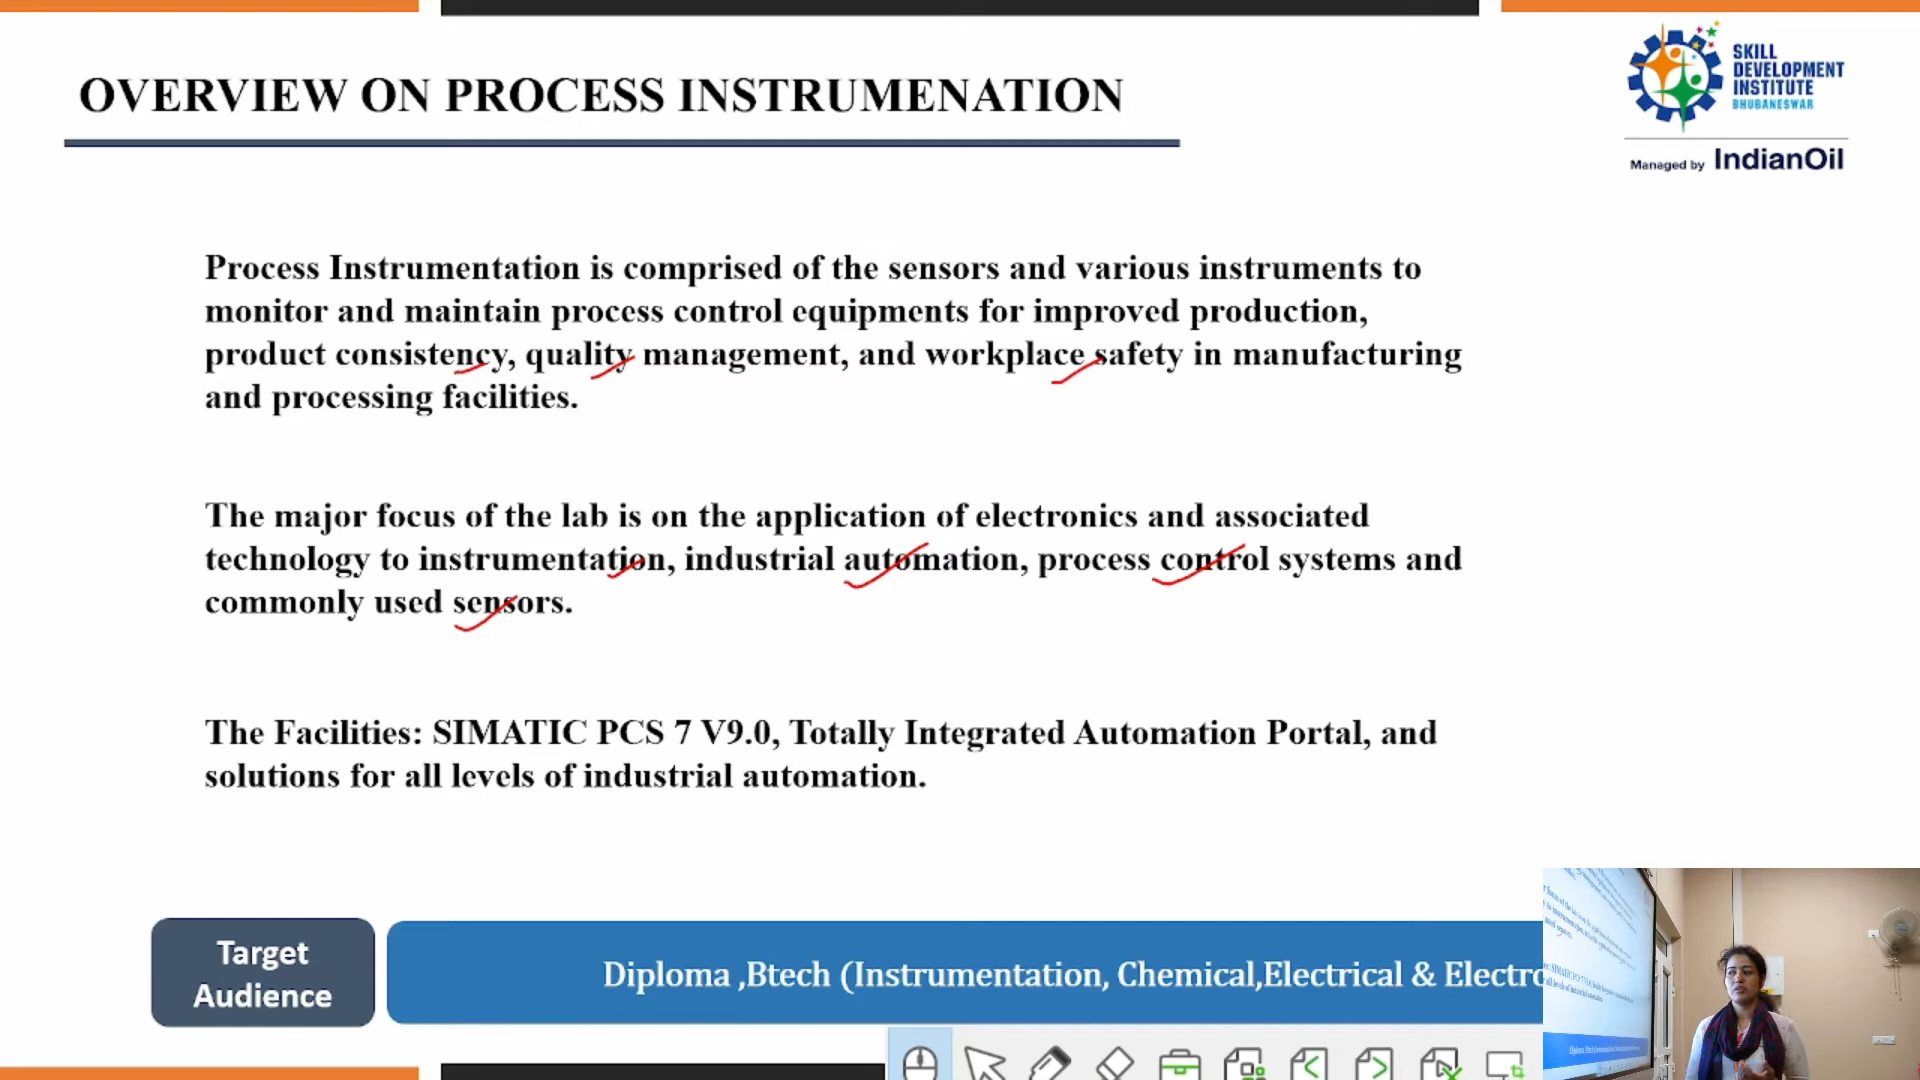 OVERVIEW ON PROCESS INSTRUMENATION
SKILL
DEVELOPMENT
INSTITUTE
BHUBANESWAR
Managed by IndianOil
Process Instrumentation is comprised of the sensors and various instruments to
monitor and maintain process control equipments for improved production,
product consistency, quality management, and workplace safety in manufacturing
and processing facilities.
The major focus of the lab is on the application of electronics and associated
technology to instrumentation, industrial automation, process control systems and
commonly used sensors.
The Facilities: SIMATIC PCS 7 V9.0, Totally Integrated Automation Portal, and
solutions for all levels of industrial automation.
Target
Audience
Diploma ,Btech (Instrumentation, Chemical,Electrical & Electro